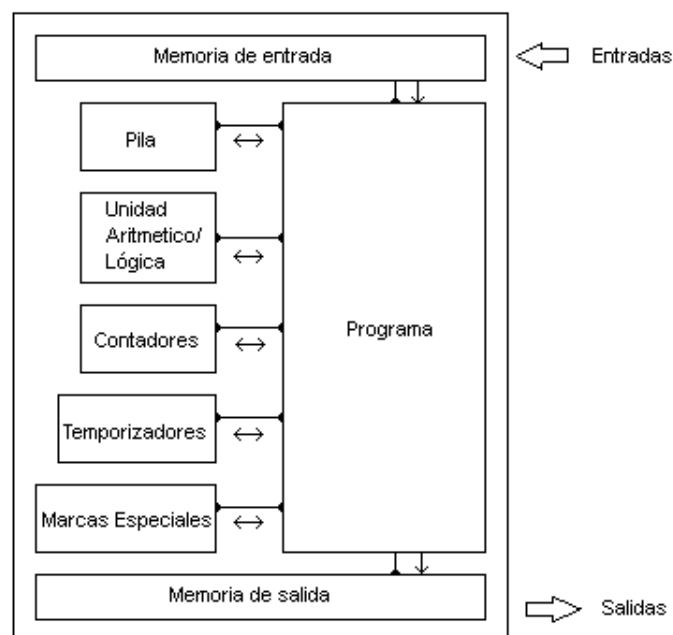 Memoria de entrada
Entradas
Pila
Unidad
Aritmetico/
Lógica
Contadores
Programa
Temporizadores
Marcas Especiales
Memoria de salida
Salidas